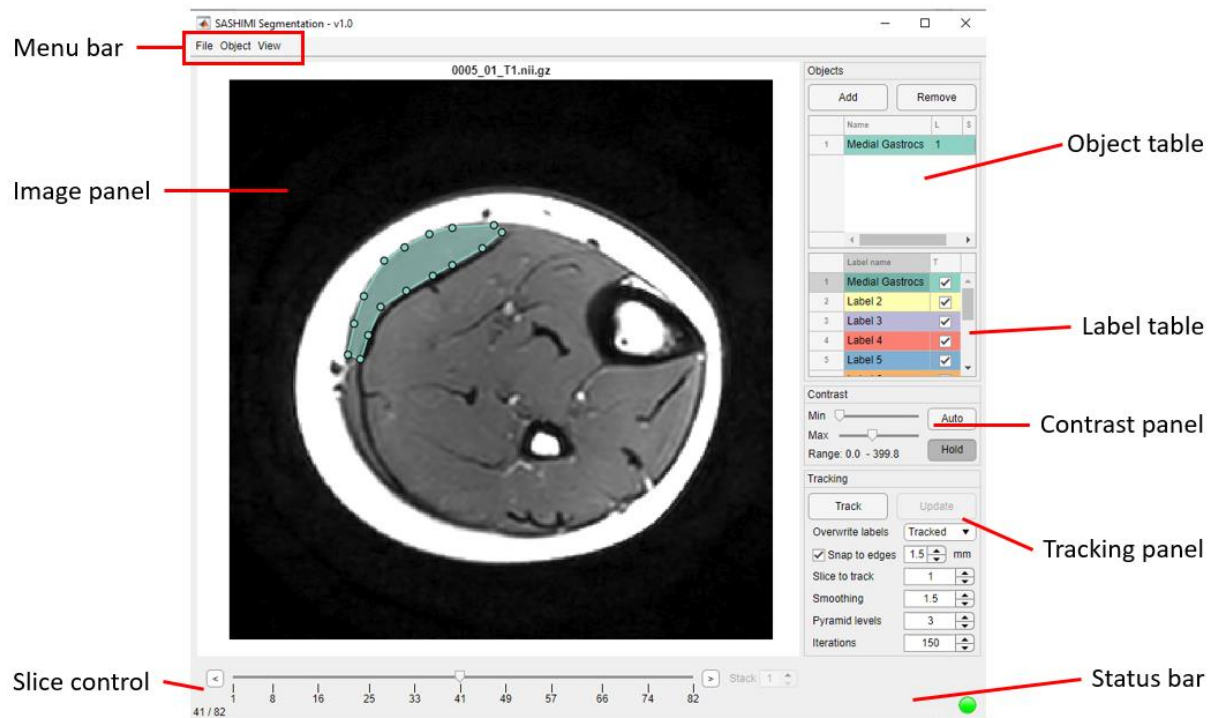 SASHIMI Segmentation - v1.0
Menu bar
File Object View
0005_01_T1.nii.gz
Objects
Add Remove
Name L S
1 Medial Gastrocs 1
Object table
Image panel
Label name T
1 Medial Gastrocs
2 Label 2
3 Label 3
4 Label 4
5 Label 5
Label table
Contrast
Min Auto
Max
Range: 0.0 - 399.8 Hold
Contrast panel
Tracking
Track Update
Overwrite labels Tracked
Snap to edges 1.5 mm
Tracking panel
Slice to track 1
Smoothing 1.5
Pyramid levels 3
Iterations 150
Slice control
< > Stack 1
1 8 16 25 33 41 49 57 66 74 82
41 / 82
Status bar